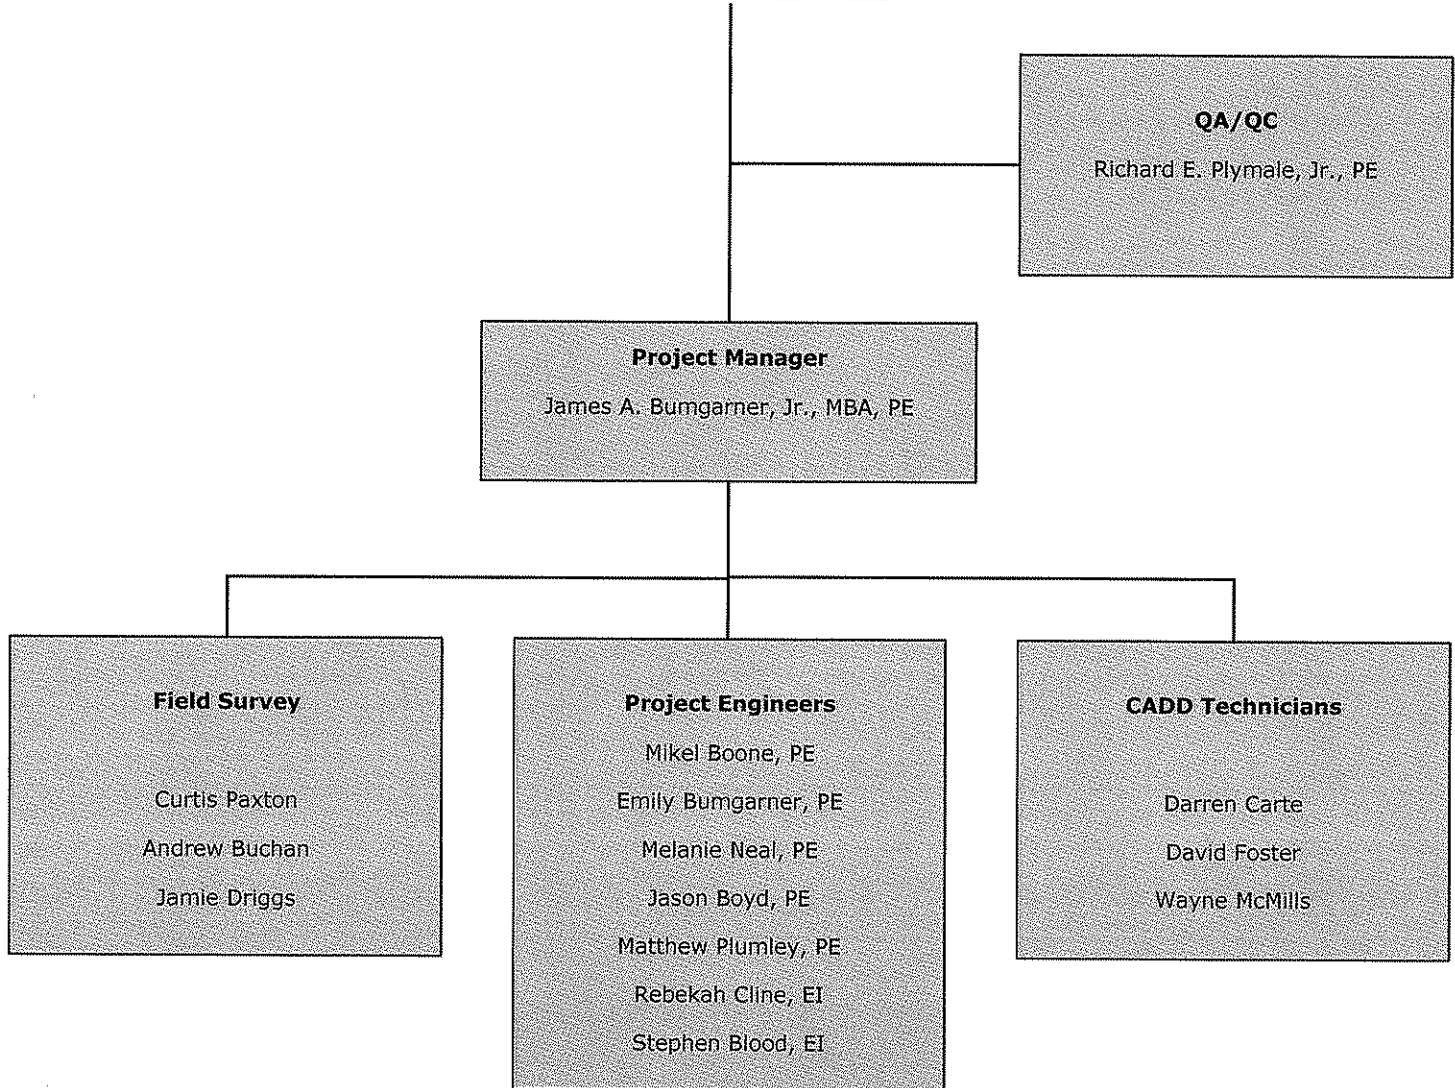 QA/QC
Richard E. Plymale, Jr., PE
Project Manager
James A. Bumgarner, Jr., MBA, PE
Field Survey
Curtis Paxton
Andrew Buchan
Jamie Driggs
Project Engineers
Mikel Boone, PE
Emily Bumgarner, PE
Melanie Neal, PE
Jason Boyd, PE
Matthew Plumley, PE
Rebekah Cline, EI
Stephen Blood, EI
CADD Technicians
Darren Carte
David Foster
Wayne McMills